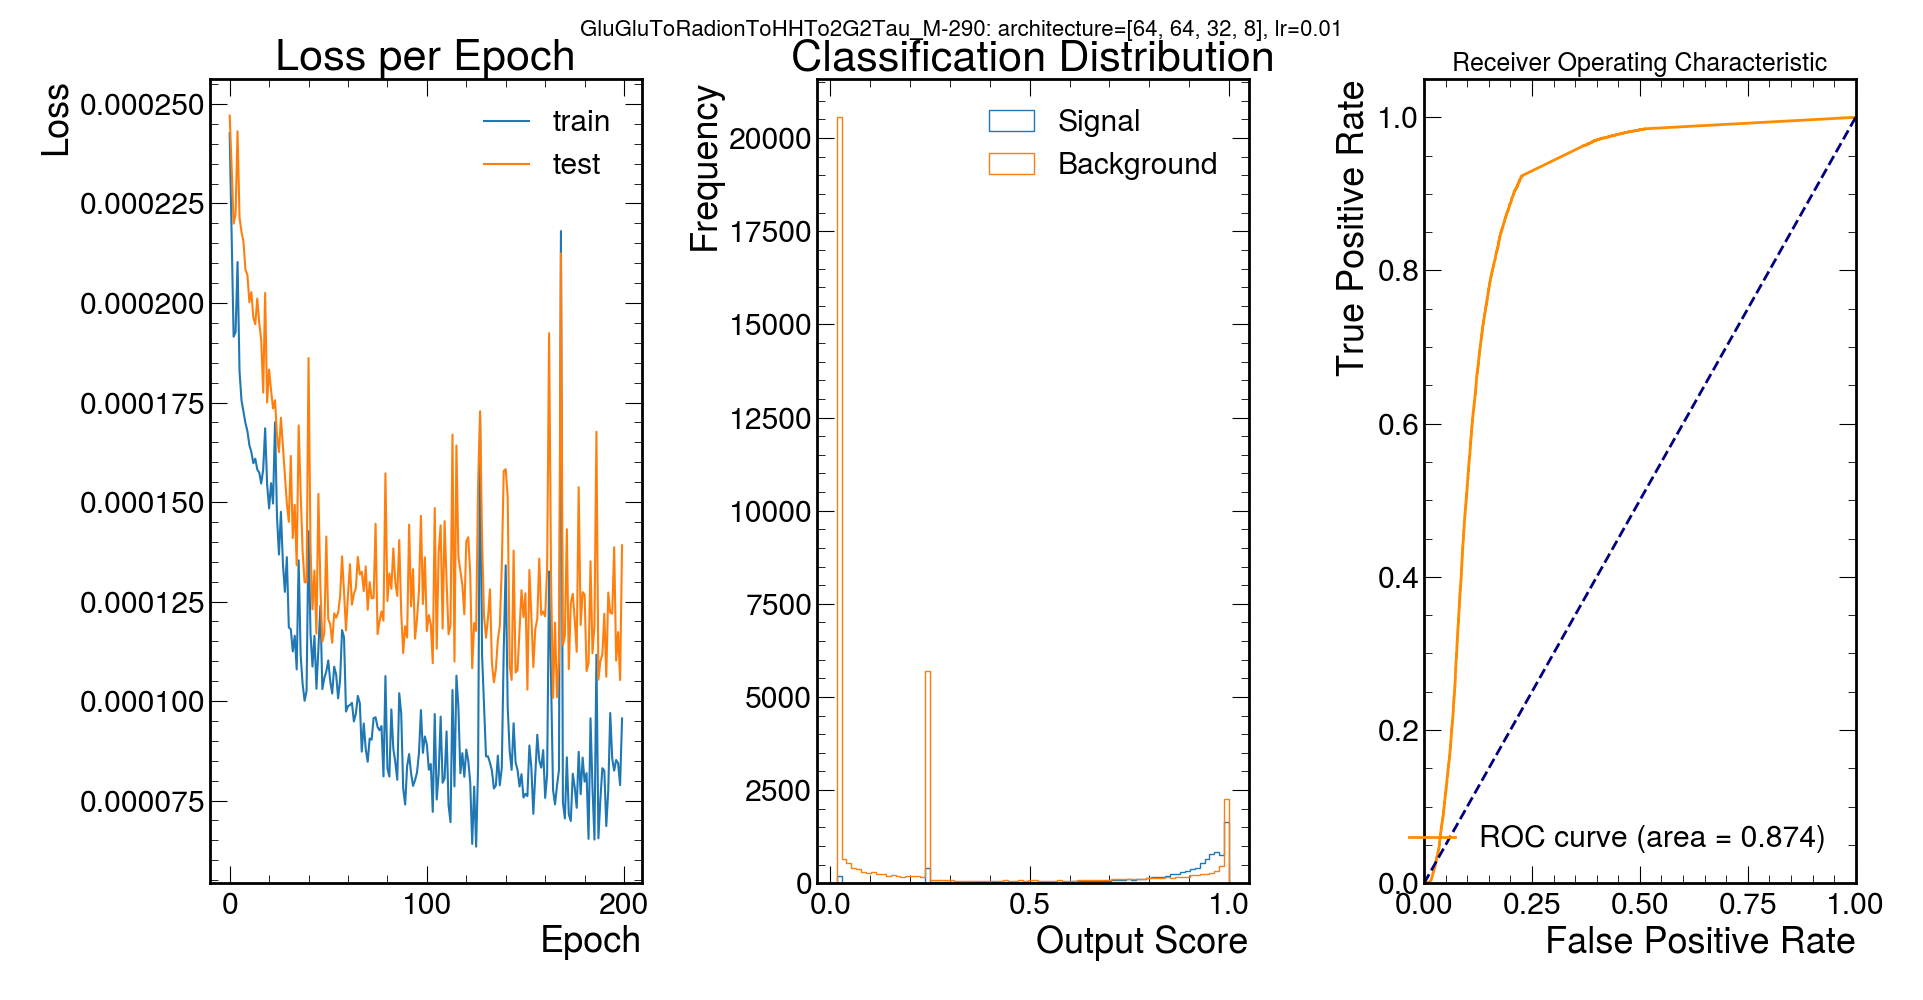 GluGluToRadionToHHTo2G2Tau_M-290: architecture=[64, 64, 32, 8], lr=0.01
Loss per Epoch
Loss
0.000250
0.000225
0.000200
0.000175
0.000150
0.000125
0.000100
0.000075
train
test
0
100
200
Epoch
Classification Distribution
Frequency
20000
17500
15000
12500
10000
7500
5000
2500
0
Signal
Background
0.0
0.5
1.0
Output Score
Receiver Operating Characteristic
True Positive Rate
1.0
0.8
0.6
0.4
0.2
0.0
ROC curve (area = 0.874)
0.00
0.25
0.50
0.75
1.00
False Positive Rate